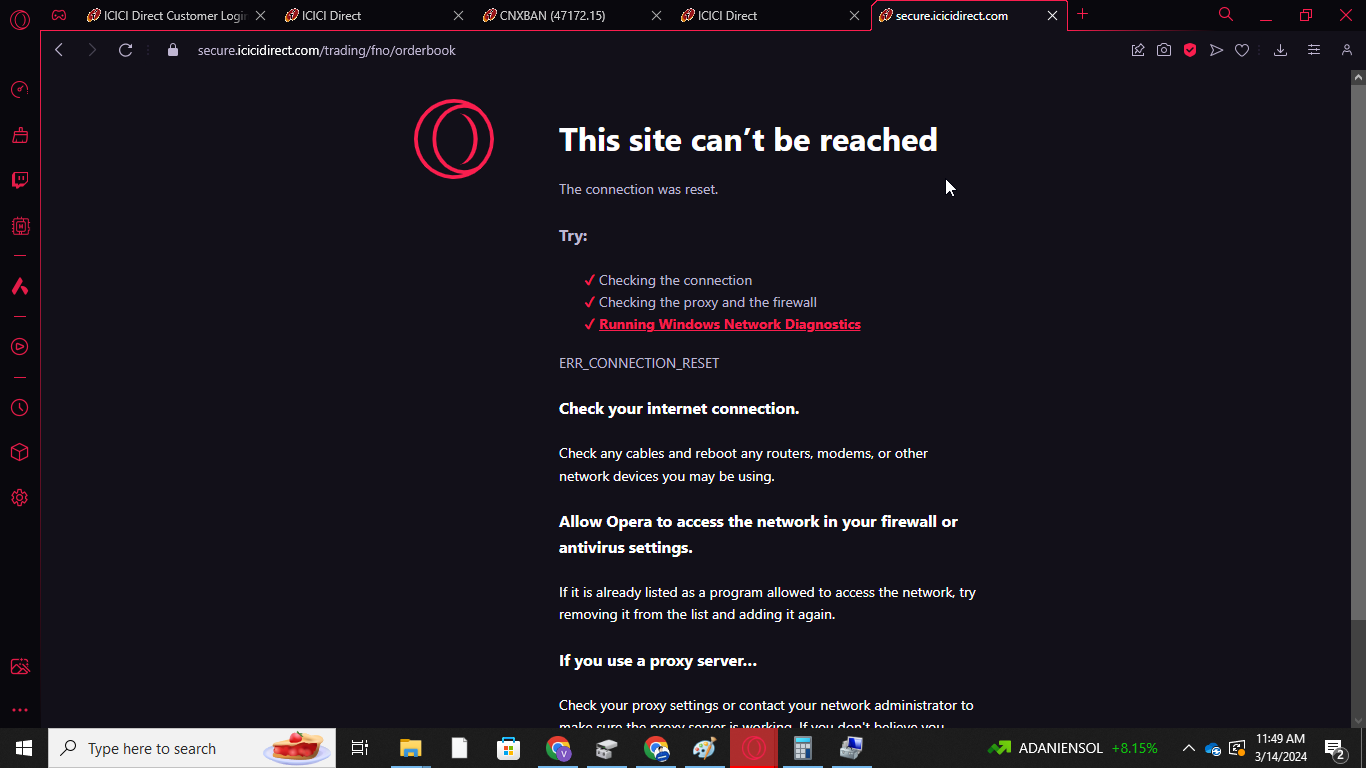 ICICI Direct Customer Login
ICICI Direct
CNXBAN (47172.15)
ICICI Direct
secure.icicidirect.com
secure.icicidirect.com/trading/fno/orderbook
This site can’t be reached
The connection was reset.
Try:
Checking the connection
Checking the proxy and the firewall
Running Windows Network Diagnostics
ERR_CONNECTION_RESET
Check your internet connection.
Check any cables and reboot any routers, modems, or other
network devices you may be using.
Allow Opera to access the network in your firewall or
antivirus settings.
If it is already listed as a program allowed to access the network, try
removing it from the list and adding it again.
If you use a proxy server…
Check your proxy settings or contact your network administrator to
make sure the proxy server is working. If you don't believe you
Type here to search
V
ADANIENSOL +8.15%
11:49 AM
3/14/2024
2